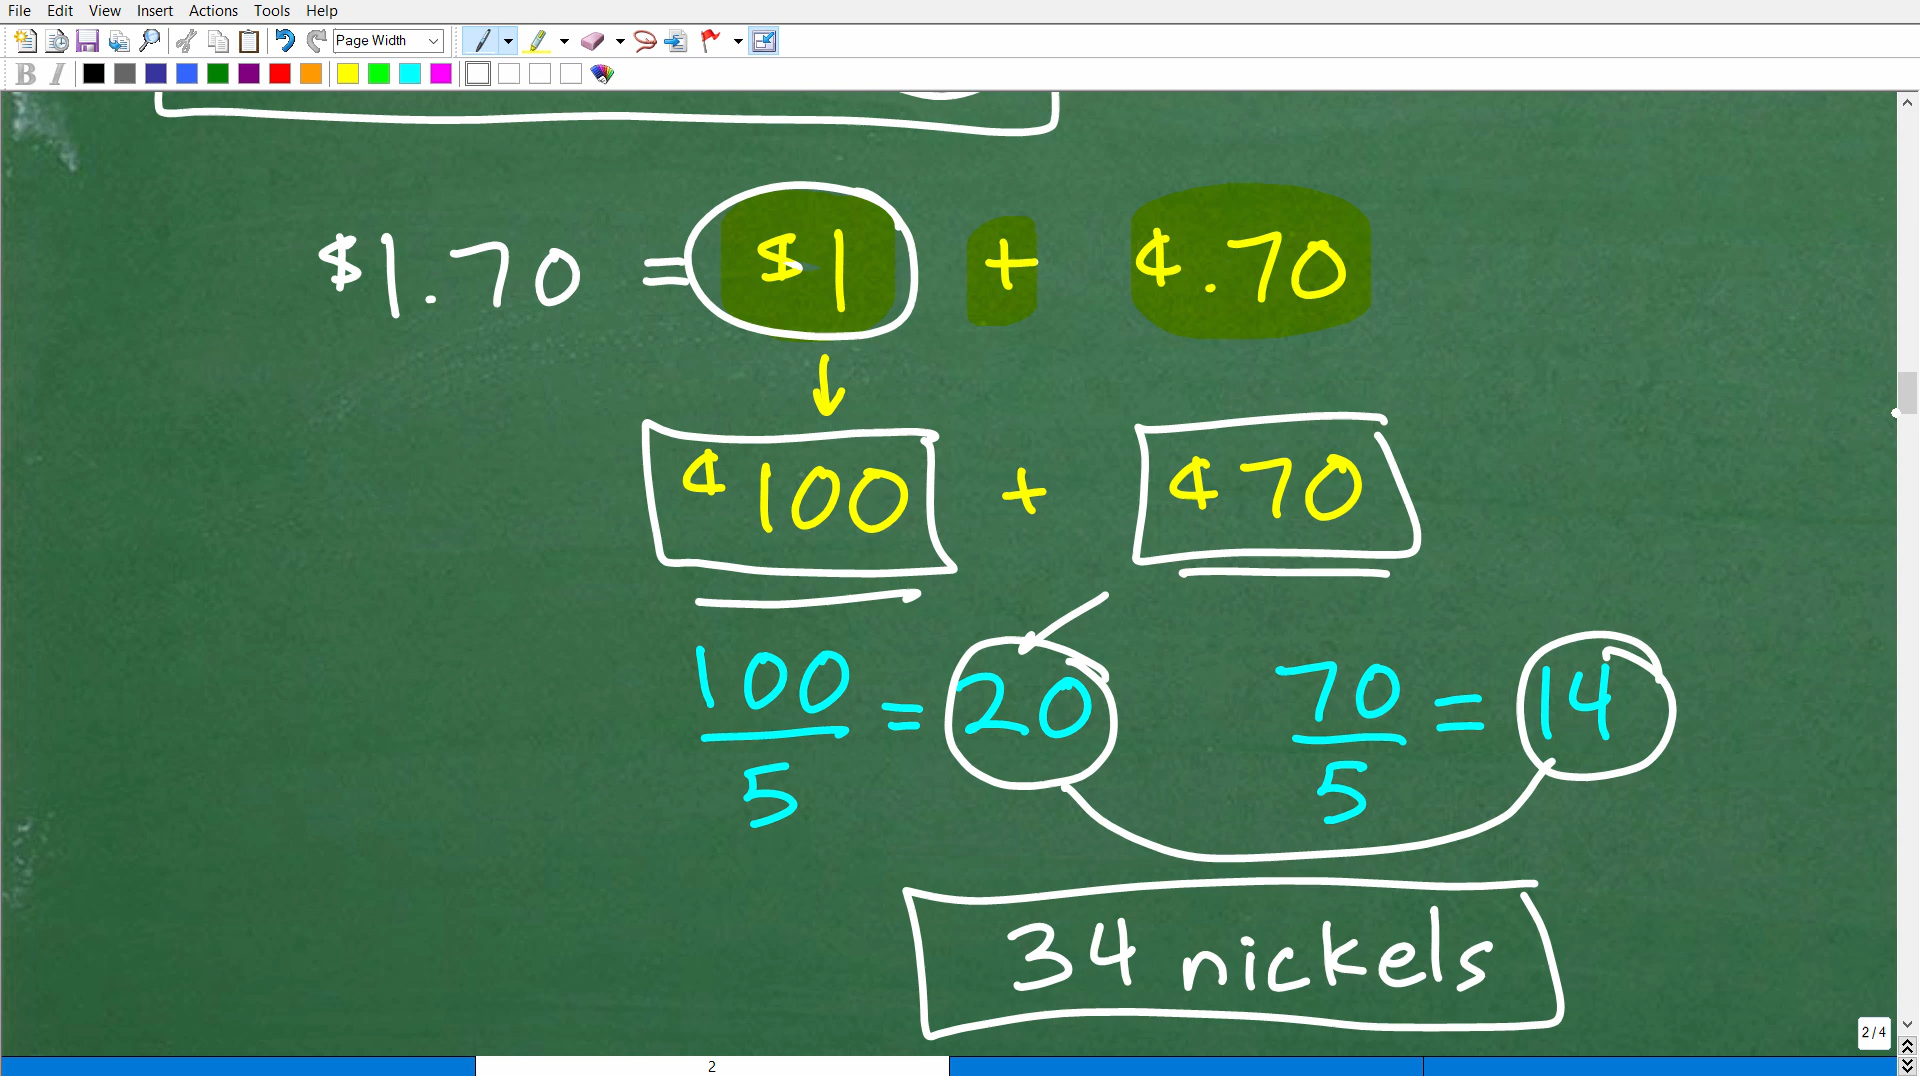 File Edit View Insert Actions Tools Help
Page Width
B I
$1.70 = $1 + ¢.70
¢100 + ¢70
100/5 = 20 70/5 = 14
34 nickels
2 / 4
2